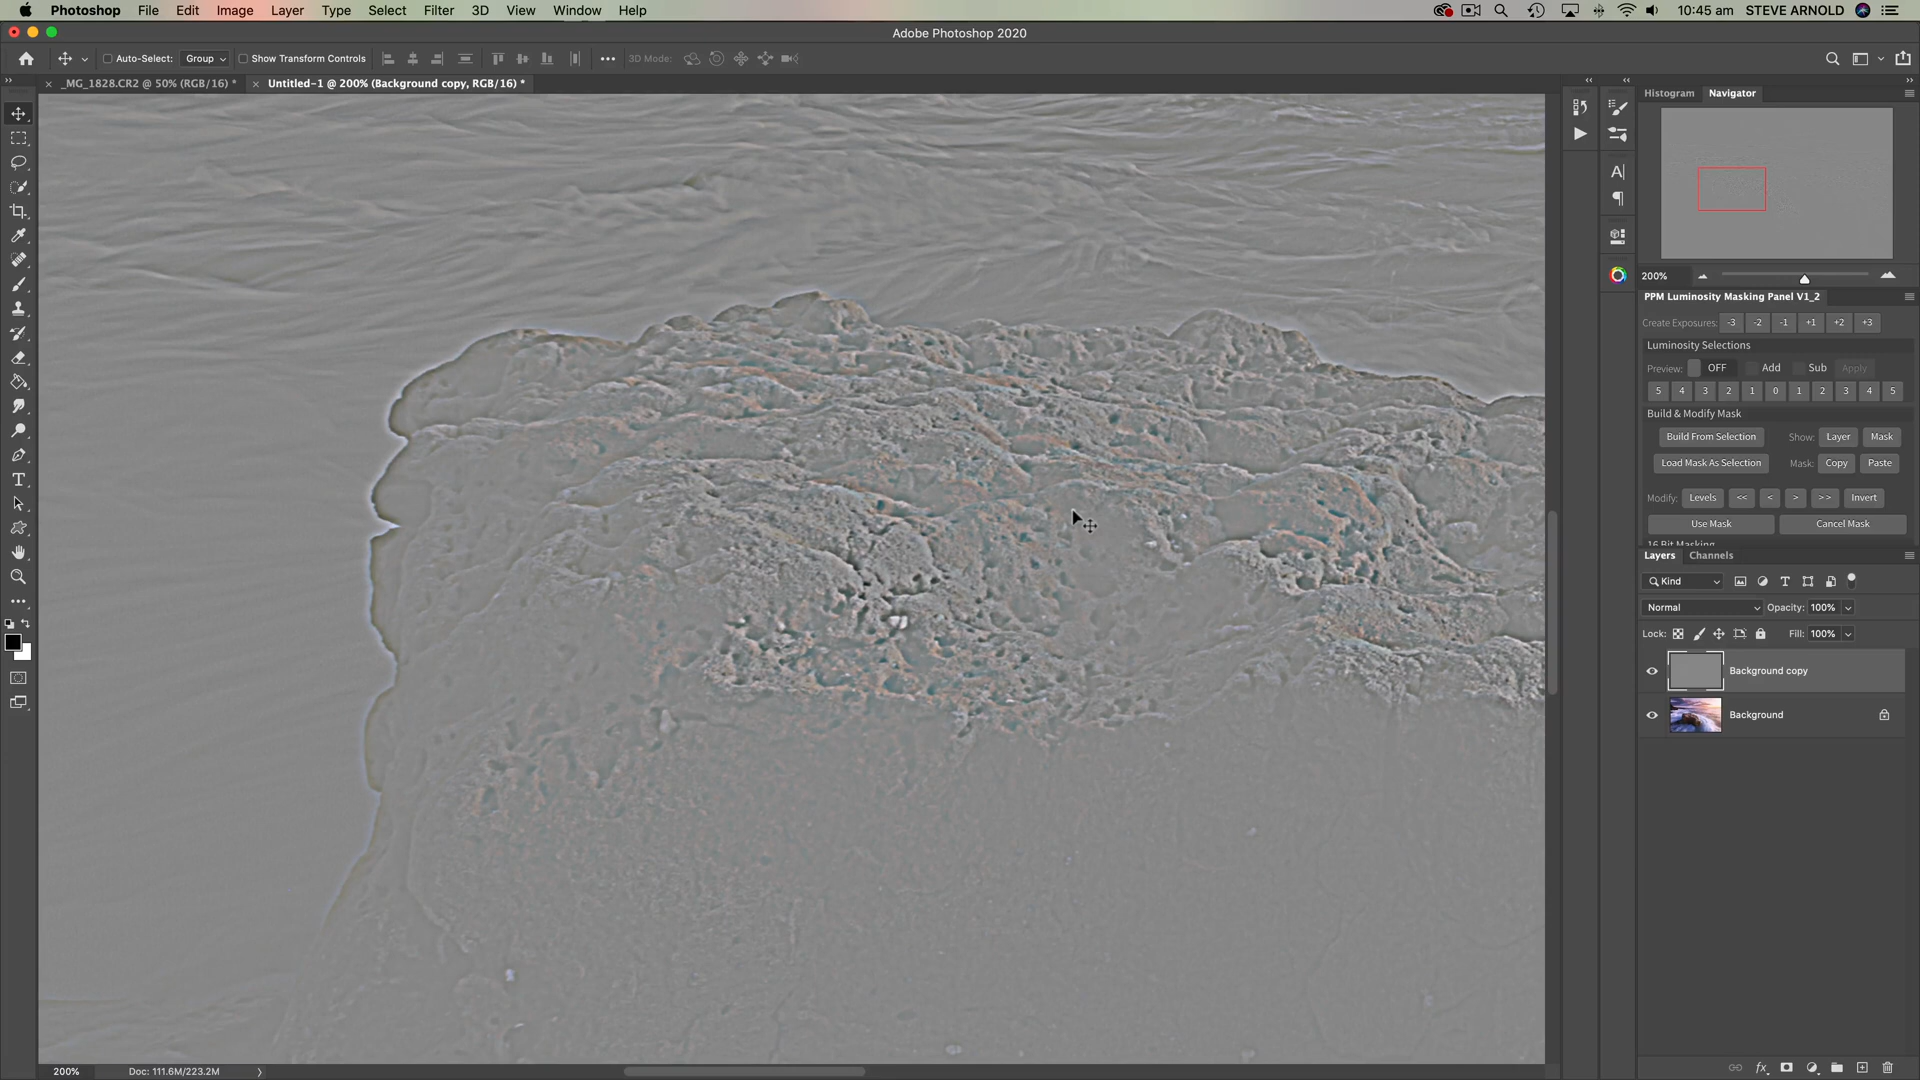 Photoshop File Edit Image Layer Type Select Filter 3D View Window Help 10:45 am STEVE ARNOLD
Adobe Photoshop 2020
Auto-Select: Group Show Transform Controls 3D Mode:
_MG_1828.CR2 @ 50% (RGB/16) * Untitled-1 @ 200% (Background copy, RGB/16) *
Histogram Navigator
200%
PPM Luminosity Masking Panel V1_2
Create Exposures: -3 -2 -1 +1 +2 +3
Luminosity Selections
Preview: OFF Add Sub Apply
5 4 3 2 1 0 1 2 3 4 5
Build & Modify Mask
Build From Selection Show: Layer Mask
Load Mask As Selection Mask: Copy Paste
Modify: Levels << < > >> Invert
Use Mask Cancel Mask
16 Bit Masking
Layers Channels
Kind
Normal Opacity: 100%
Lock: Fill: 100%
Background copy
Background
200% Doc: 111.6M/223.2M